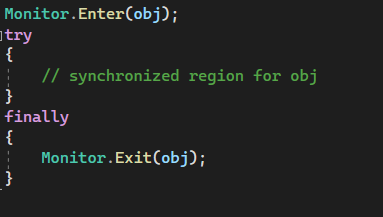 Monitor.Enter(obj);
try
{
    // synchronized region for obj
}
finally
{
    Monitor.Exit(obj);
}